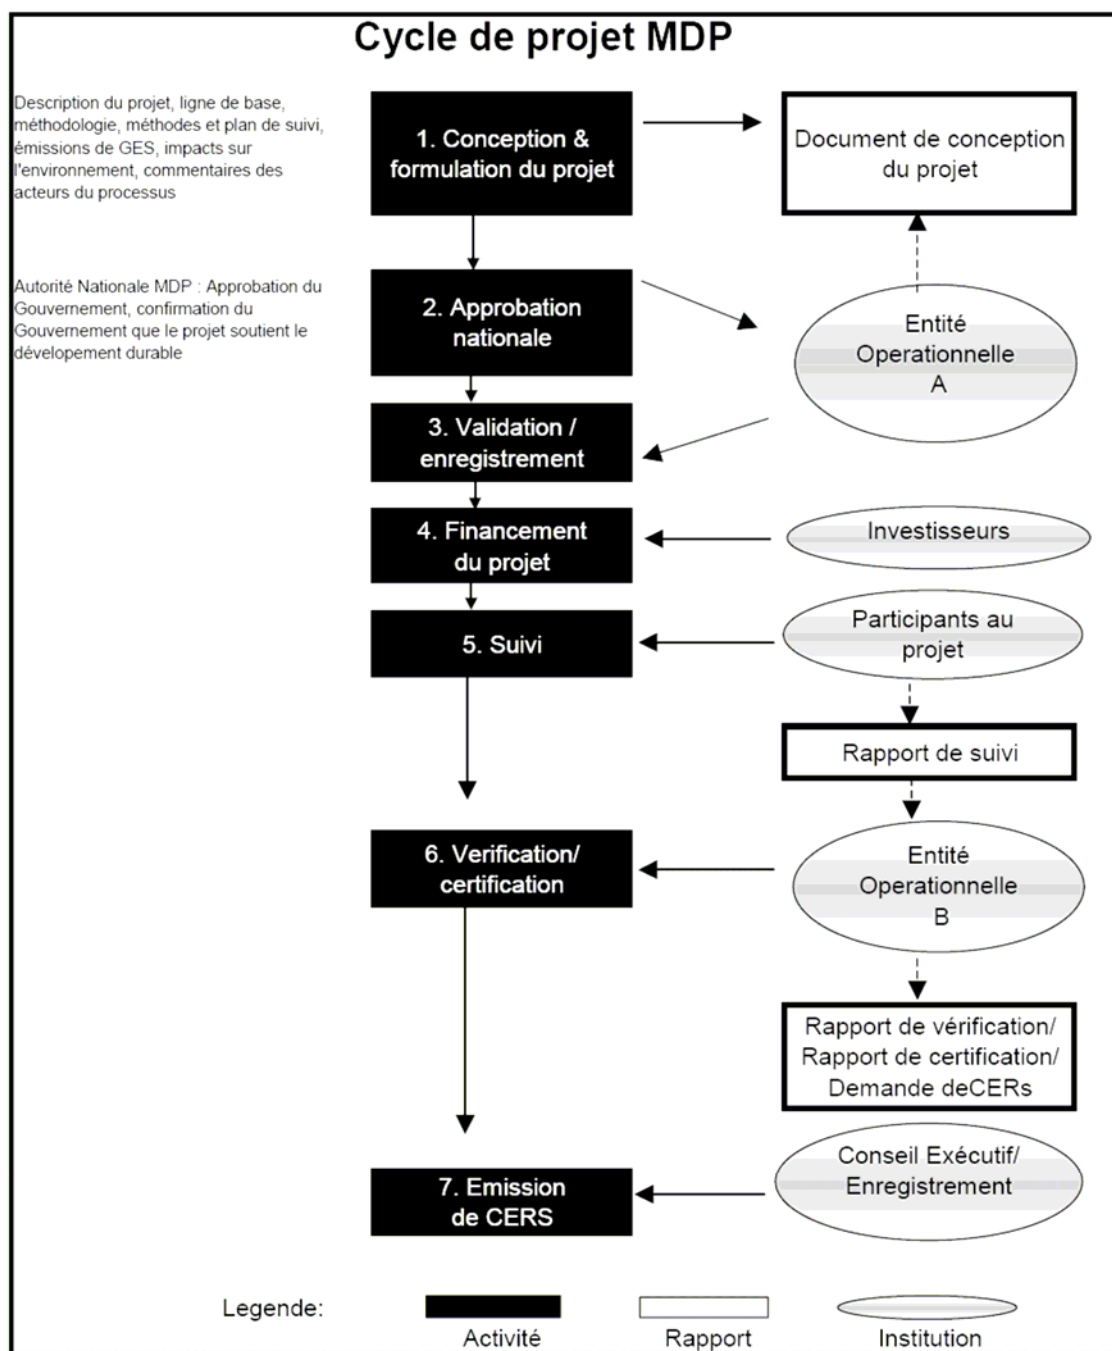 Cycle de projet MDP
Description du projet, ligne de base,
méthodologie, méthodes et plan de suivi,
émissions de GES, impacts sur
l'environnement, commentaires des
acteurs du processus
1. Conception &
formulation du projet
Document de conception
du projet
Autorité Nationale MDP : Approbation du
Gouvernement, confirmation du
Gouvernement que le projet soutient le
dévelopement durable
2. Approbation
nationale
Entité
Operationnelle
A
3. Validation /
enregistrement
4. Financement
du projet
Investisseurs
5. Suivi
Participants au
projet
Rapport de suivi
6. Verification/
certification
Entité
Operationnelle
B
Rapport de vérification/
Rapport de certification/
Demande deCERs
7. Emission
de CERS
Conseil Exécutif/
Enregistrement
Legende:
Activité
Rapport
Institution